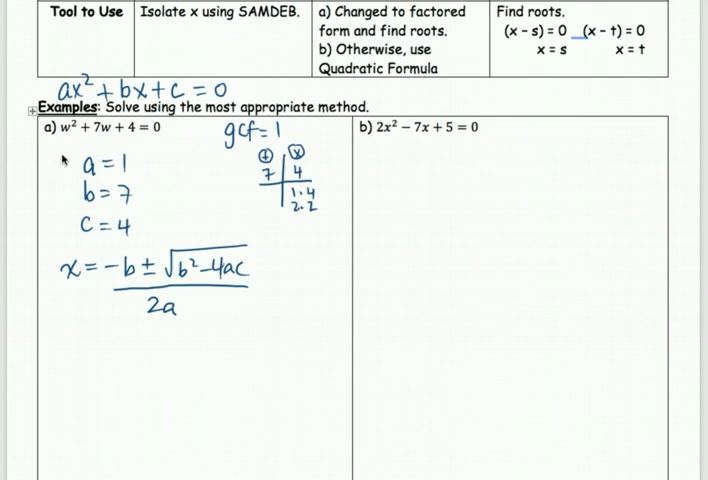 Tool to Use
Isolate x using SAMDEB.
a) Changed to factored
form and find roots.
b) Otherwise, use
Quadratic Formula
Find roots.
(x - s) = 0 (x - t) = 0
x = s x = t
ax² + bx + c = 0
Examples: Solve using the most appropriate method.
a) w² + 7w + 4 = 0
gcf = 1
+ x
7 4
1·4
2·2
a = 1
b = 7
c = 4
x = -b ± √b² - 4ac
2a
b) 2x² − 7x + 5 = 0